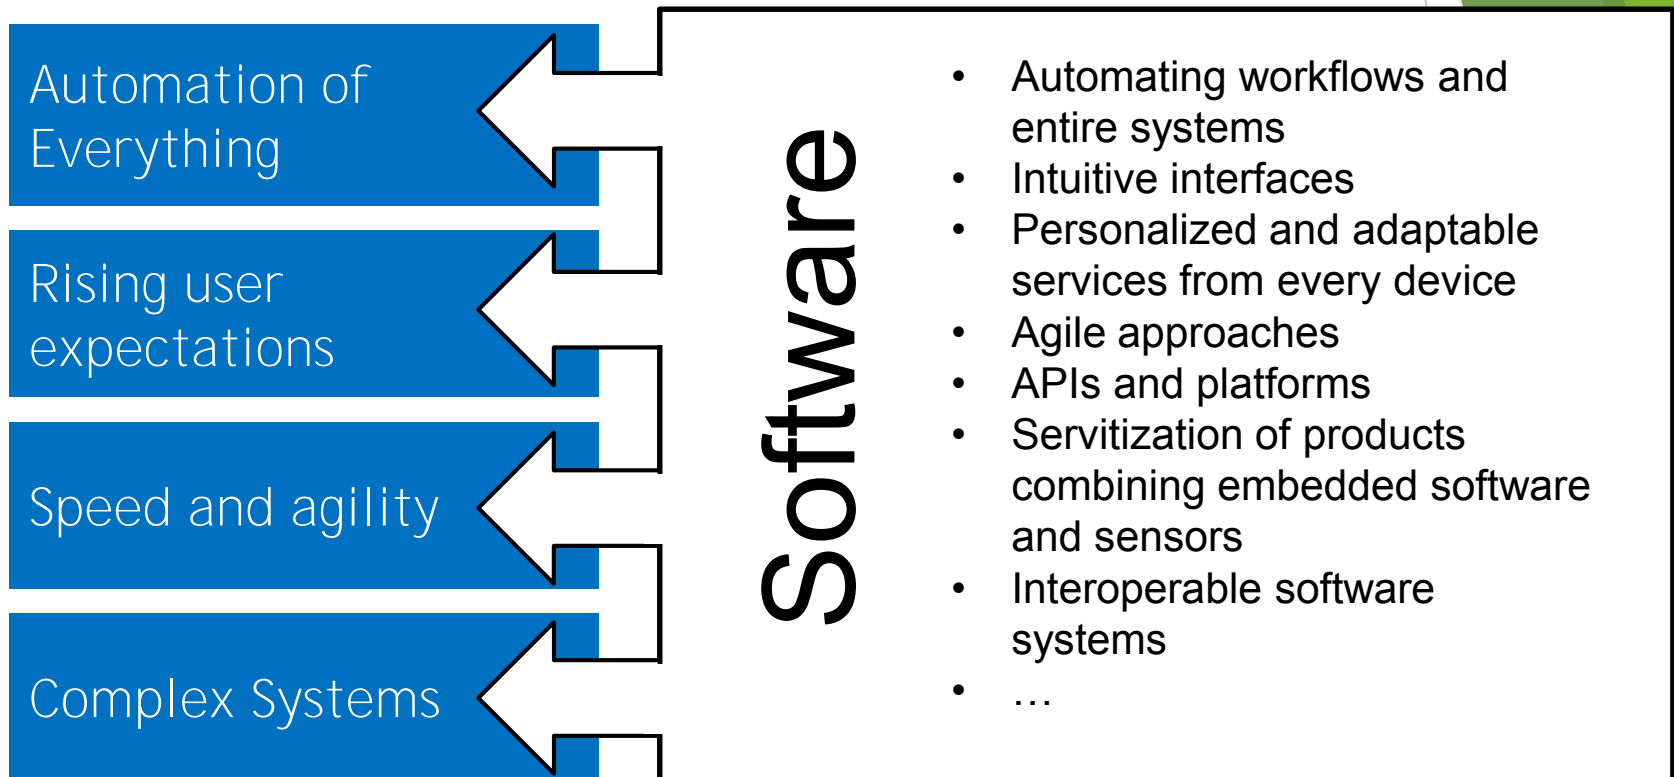 Automation of
Everything
Rising user
expectations
Speed and agility
Complex Systems
Software
• Automating workflows and
entire systems
• Intuitive interfaces
• Personalized and adaptable
services from every device
• Agile approaches
• APIs and platforms
• Servitization of products
combining embedded software
and sensors
• Interoperable software
systems
• …